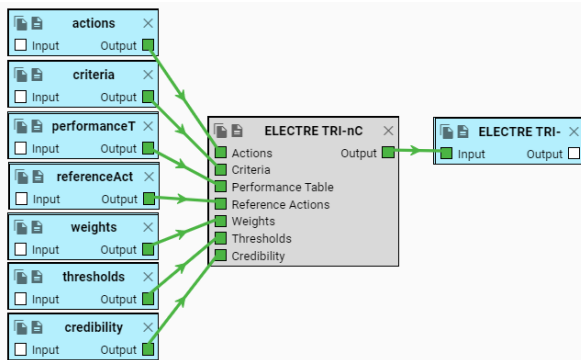 actions
Input Output
criteria
Input Output
performanceT
Input Output
referenceAct
Input Output
weights
Input Output
thresholds
Input Output
credibility
Input Output
ELECTRE TRI-nC
Actions Output
Criteria
Performance Table
Reference Actions
Weights
Thresholds
Credibility
ELECTRE TRI-
Input Output